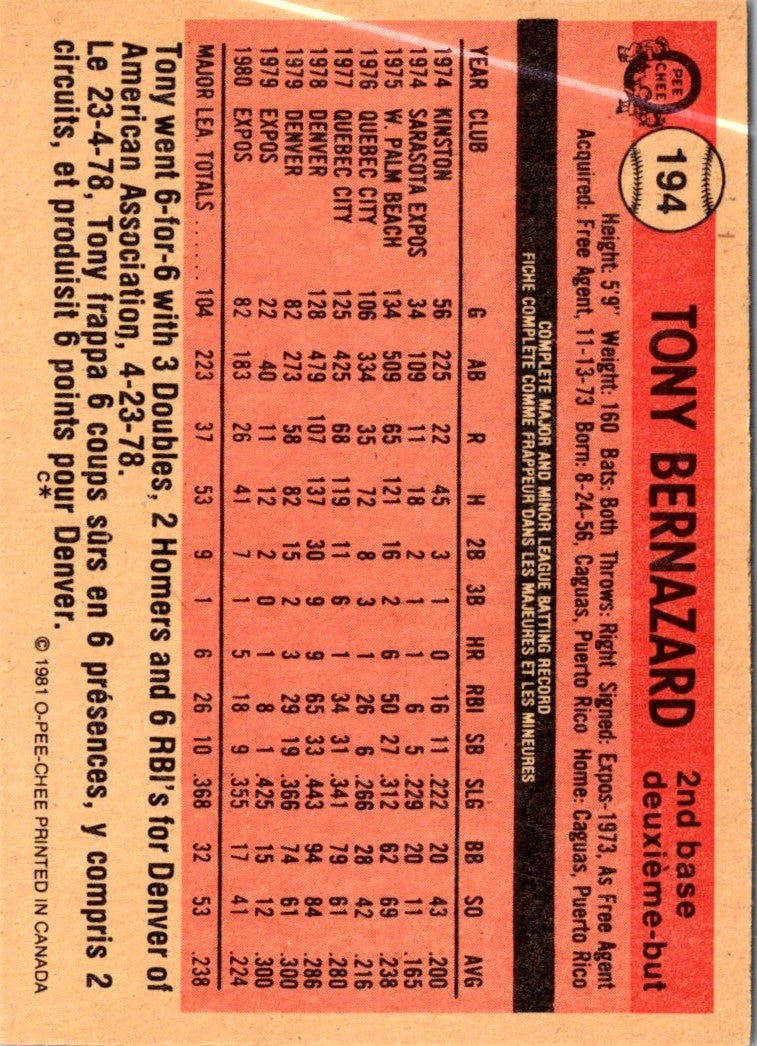 O PEE CHEE
194
TONY BERNAZARD
2nd base
deuxième-but
Height: 5'9" Weight: 160 Bats: Both Throws: Right Signed: Expos-1973, As Free Agent
Acquired: Free Agent, 11-13-73 Born: 8-24-56, Caguas, Puerto Rico Home: Caguas, Puerto Rico
COMPLETE MAJOR AND MINOR LEAGUE BATTING RECORD
FICHE COMPLÈTE COMME FRAPPEUR DANS LES MAJEURES ET LES MINEURES
YEAR CLUB G AB R H 2B 3B HR RBI SB SLG BB SO AVG
1974 KINSTON 56 225 22 45 3 1 0 16 11 .222 20 43 .200
1974 SARASOTA EXPOS 34 109 11 18 2 1 1 6 5 .229 20 11 .165
1975 W. PALM BEACH 134 509 65 121 16 2 6 50 27 .312 62 69 .238
1976 QUEBEC CITY 106 334 35 72 8 3 1 26 6 .266 28 42 .216
1977 QUEBEC CITY 125 425 68 119 11 6 1 34 31 .341 79 61 .280
1978 DENVER 128 479 107 137 30 9 9 65 33 .443 94 84 .286
1979 DENVER 82 273 58 82 15 2 3 29 19 .366 74 61 .300
1979 EXPOS 22 40 11 12 2 0 1 8 1 .425 15 12 .300
1980 EXPOS 82 183 26 41 7 1 5 18 9 .355 17 41 .224
MAJOR LEA. TOTALS ...... 104 223 37 53 9 1 6 26 10 .368 32 53 .238
Tony went 6-for-6 with 3 Doubles, 2 Homers and 6 RBI's for Denver of
American Association, 4-23-78.
Le 23-4-78, Tony frappa 6 coups sûrs en 6 présences, y compris 2
circuits, et produisit 6 points pour Denver.
C* © 1981 O-PEE-CHEE PRINTED IN CANADA